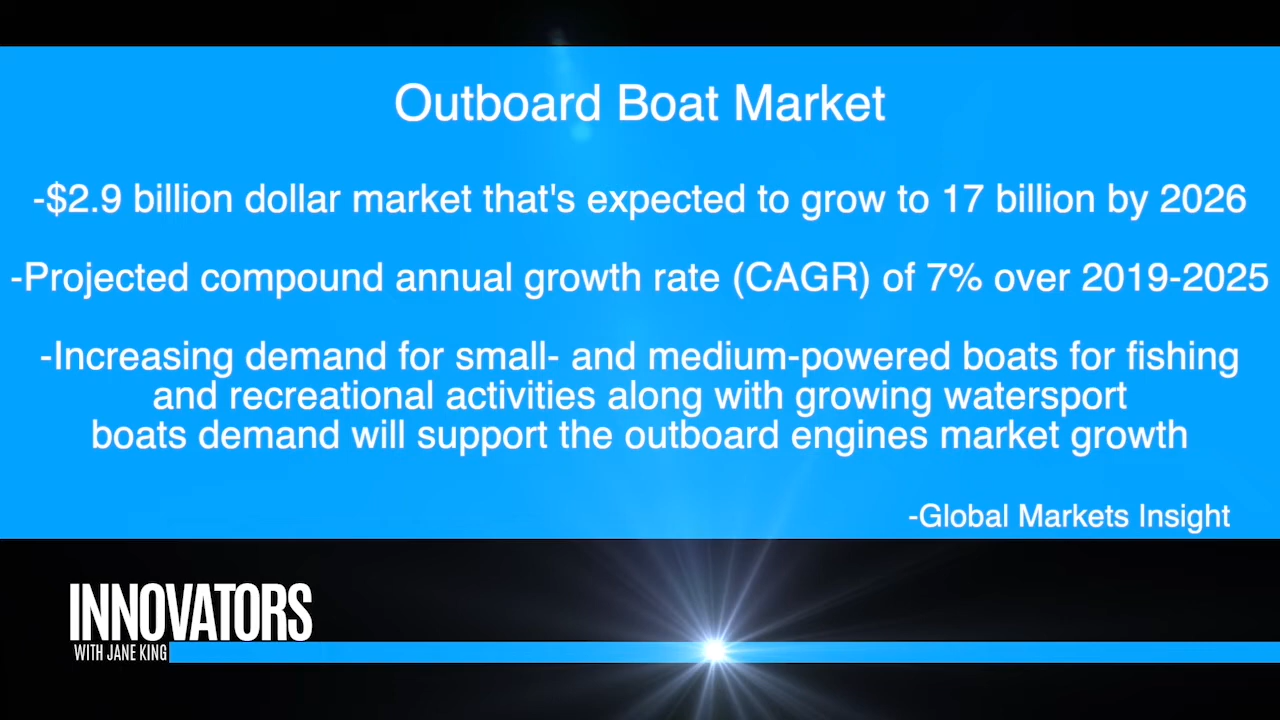 Outboard Boat Market
-$2.9 billion dollar market that's expected to grow to 17 billion by 2026
-Projected compound annual growth rate (CAGR) of 7% over 2019-2025
-Increasing demand for small- and medium-powered boats for fishing
and recreational activities along with growing watersport
boats demand will support the outboard engines market growth
-Global Markets Insight
INNOVATORS
WITH JANE KING